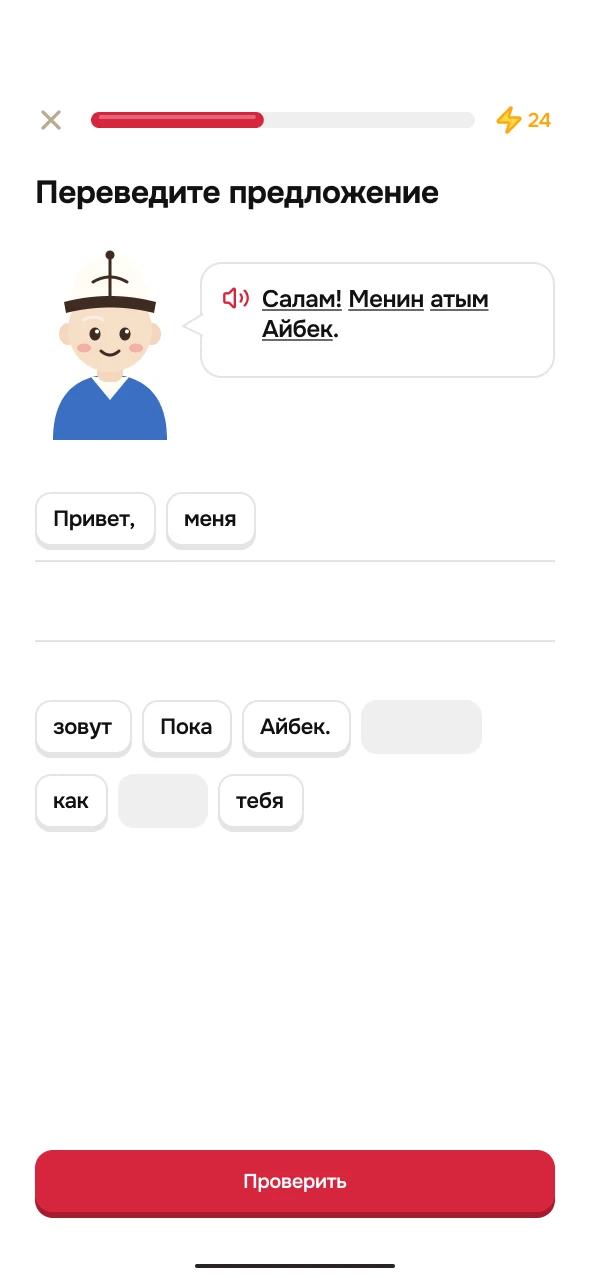 24
Переведите предложение
Салам! Менин атым
Айбек.
Привет, меня
зовут Пока Айбек.
как тебя
Проверить